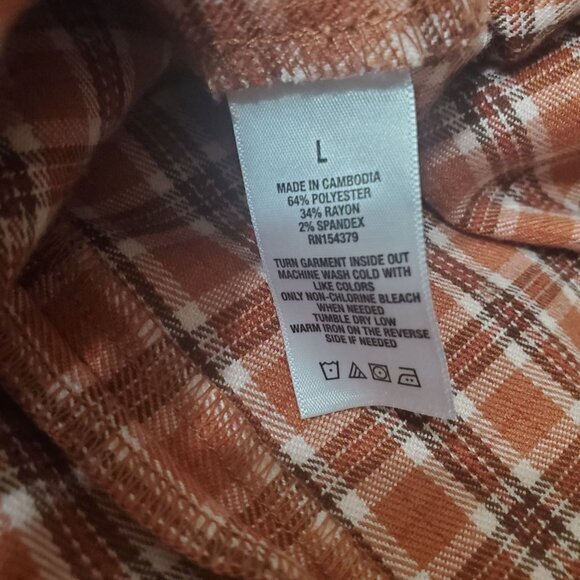 L
MADE IN CAMBODIA
64% POLYESTER
34% RAYON
2% SPANDEX
RN154379
TURN GARMENT INSIDE OUT
MACHINE WASH COLD WITH
LIKE COLORS
ONLY NON-CHLORINE BLEACH
WHEN NEEDED
TUMBLE DRY LOW
WARM IRON ON THE REVERSE
SIDE IF NEEDED